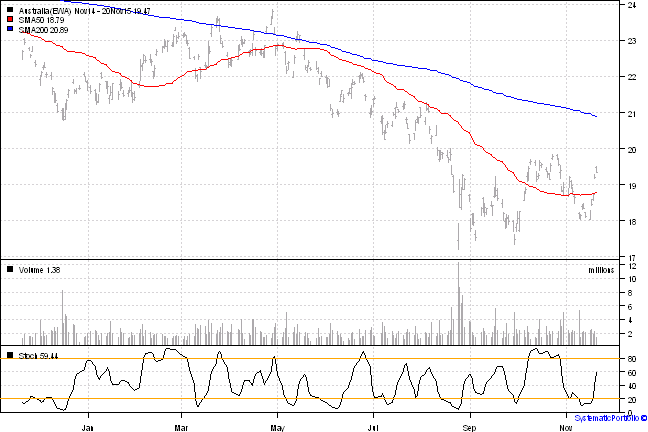 Australia(EWA) Nov14 - 20Nov15 19.47
SMA50 18.79
SMA200 20.89
24
23
22
21
20
19
18
17
Volume 1.38
millions
12
10
8
6
4
2
Stoch 59.44
80
60
40
20
0
Jan Mar May Jul Sep Nov
SystematicPortfolio ©